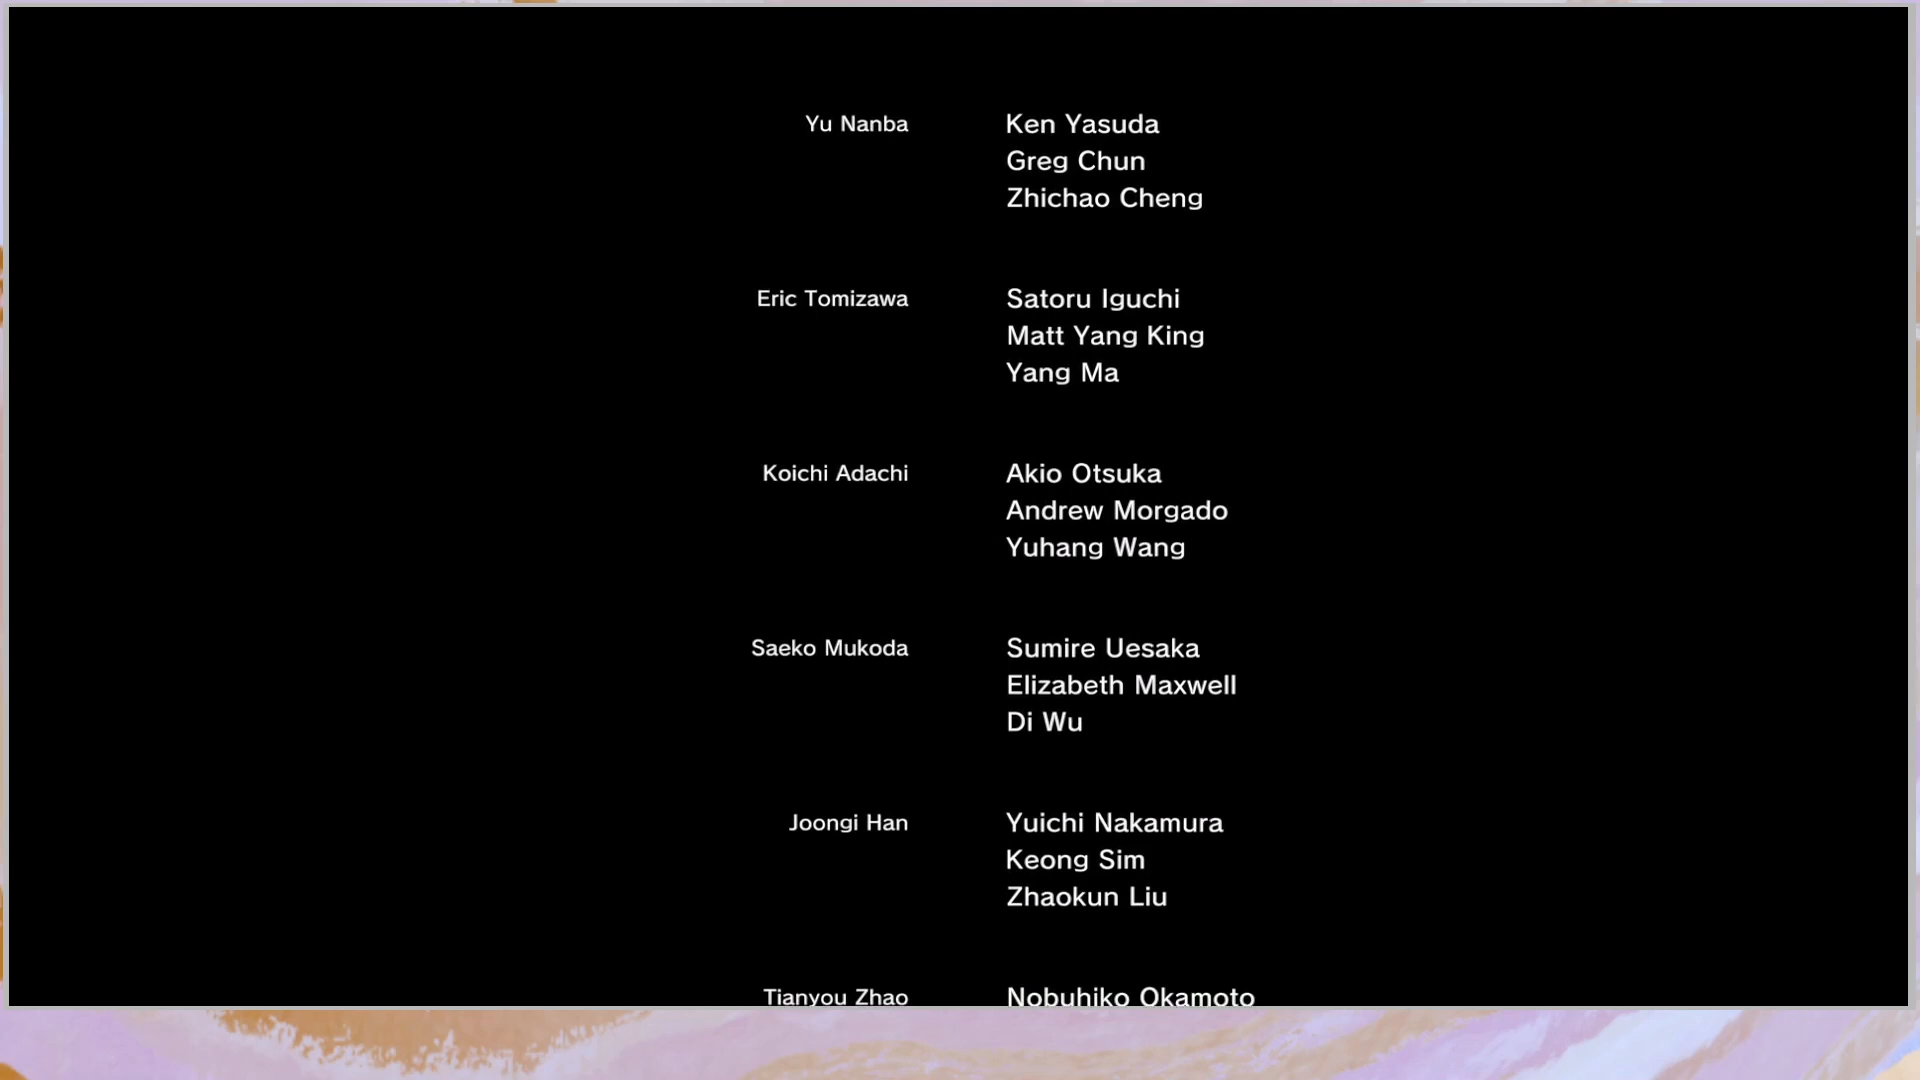 Yu Nanba Ken Yasuda
Greg Chun
Zhichao Cheng
Eric Tomizawa Satoru Iguchi
Matt Yang King
Yang Ma
Koichi Adachi Akio Otsuka
Andrew Morgado
Yuhang Wang
Saeko Mukoda Sumire Uesaka
Elizabeth Maxwell
Di Wu
Joongi Han Yuichi Nakamura
Keong Sim
Zhaokun Liu
Tianyou Zhao Nobuhiko Okamoto